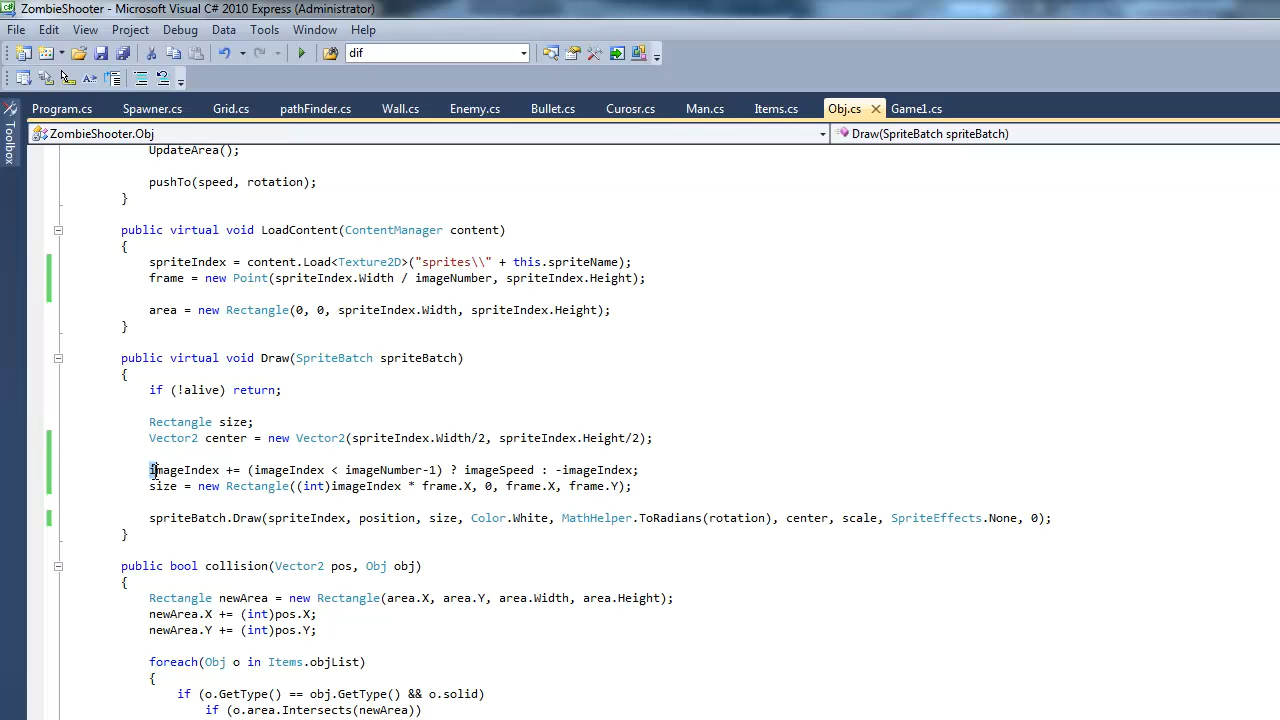 ZombieShooter - Microsoft Visual C# 2010 Express (Administrator)
File Edit View Project Debug Data Tools Window Help
dif
Program.cs Spawner.cs Grid.cs pathFinder.cs Wall.cs Enemy.cs Bullet.cs Curosr.cs Man.cs Items.cs Obj.cs Game1.cs
Toolbox
ZombieShooter.Obj Draw(SpriteBatch spriteBatch)
UpdateArea();
pushTo(speed, rotation);
}
public virtual void LoadContent(ContentManager content)
{
spriteIndex = content.Load<Texture2D>("sprites\\" + this.spriteName);
frame = new Point(spriteIndex.Width / imageNumber, spriteIndex.Height);
area = new Rectangle(0, 0, spriteIndex.Width, spriteIndex.Height);
}
public virtual void Draw(SpriteBatch spriteBatch)
{
if (!alive) return;
Rectangle size;
Vector2 center = new Vector2(spriteIndex.Width/2, spriteIndex.Height/2);
imageIndex += (imageIndex < imageNumber-1) ? imageSpeed : -imageIndex;
size = new Rectangle((int)imageIndex * frame.X, 0, frame.X, frame.Y);
spriteBatch.Draw(spriteIndex, position, size, Color.White, MathHelper.ToRadians(rotation), center, scale, SpriteEffects.None, 0);
}
public bool collision(Vector2 pos, Obj obj)
{
Rectangle newArea = new Rectangle(area.X, area.Y, area.Width, area.Height);
newArea.X += (int)pos.X;
newArea.Y += (int)pos.Y;
foreach(Obj o in Items.objList)
{
if (o.GetType() == obj.GetType() && o.solid)
if (o.area.Intersects(newArea))